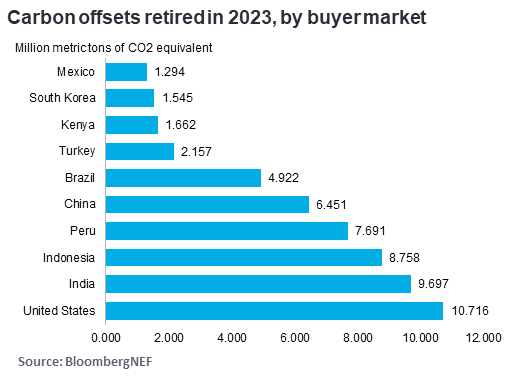 Carbon offsets retired in 2023, by buyer market
Million metric tons of CO2 equivalent
Mexico 1.294
South Korea 1.545
Kenya 1.662
Turkey 2.157
Brazil 4.922
China 6.451
Peru 7.691
Indonesia 8.758
India 9.697
United States 10.716
0.000 2.000 4.000 6.000 8.000 10.000 12.000
Source: BloombergNEF